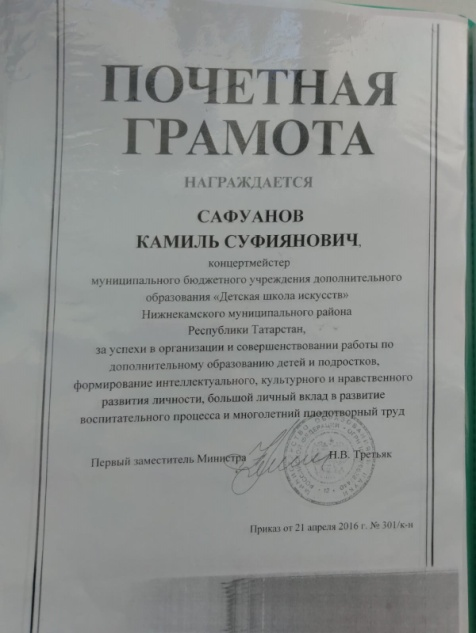 ПОЧЕТНАЯ
ГРАМОТА
НАГРАЖДАЕТСЯ
САФУАНОВ
КАМИЛЬ СУФИЯНОВИЧ,
концертмейстер
муниципального бюджетного учреждения дополнительного
образования «Детская школа искусств»
Нижнекамского муниципального района
Республики Татарстан,
за успехи в организации и совершенствовании работы по
дополнительному образованию детей и подростков,
формирование интеллектуального, культурного и нравственного
развития личности, большой личный вклад в развитие
воспитательного процесса и многолетний плодотворный труд
Первый заместитель Министра Н.В. Третьяк
Приказ от 21 апреля 2016 г. № 301/к-н